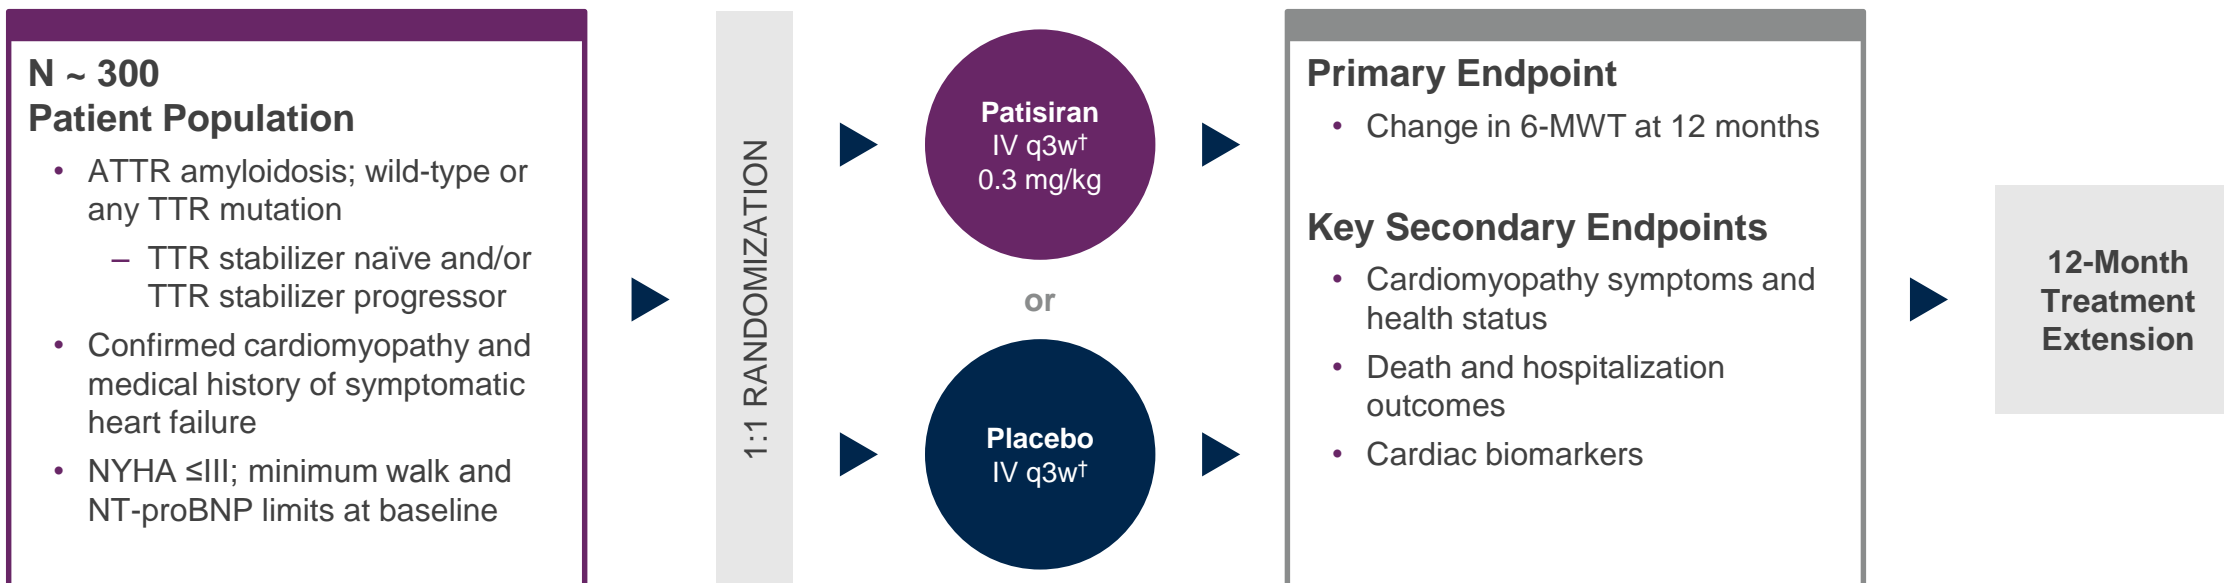 N ~ 300
Patient Population
• ATTR amyloidosis; wild-type or
any TTR mutation
– TTR stabilizer naïve and/or
TTR stabilizer progressor
• Confirmed cardiomyopathy and
medical history of symptomatic
heart failure
• NYHA ≤III; minimum walk and
NT-proBNP limits at baseline
1:1 RANDOMIZATION
Patisiran
IV q3w†
0.3 mg/kg
or
Placebo
IV q3w†
Primary Endpoint
• Change in 6-MWT at 12 months
Key Secondary Endpoints
• Cardiomyopathy symptoms and
health status
• Death and hospitalization
outcomes
• Cardiac biomarkers
12-Month
Treatment
Extension